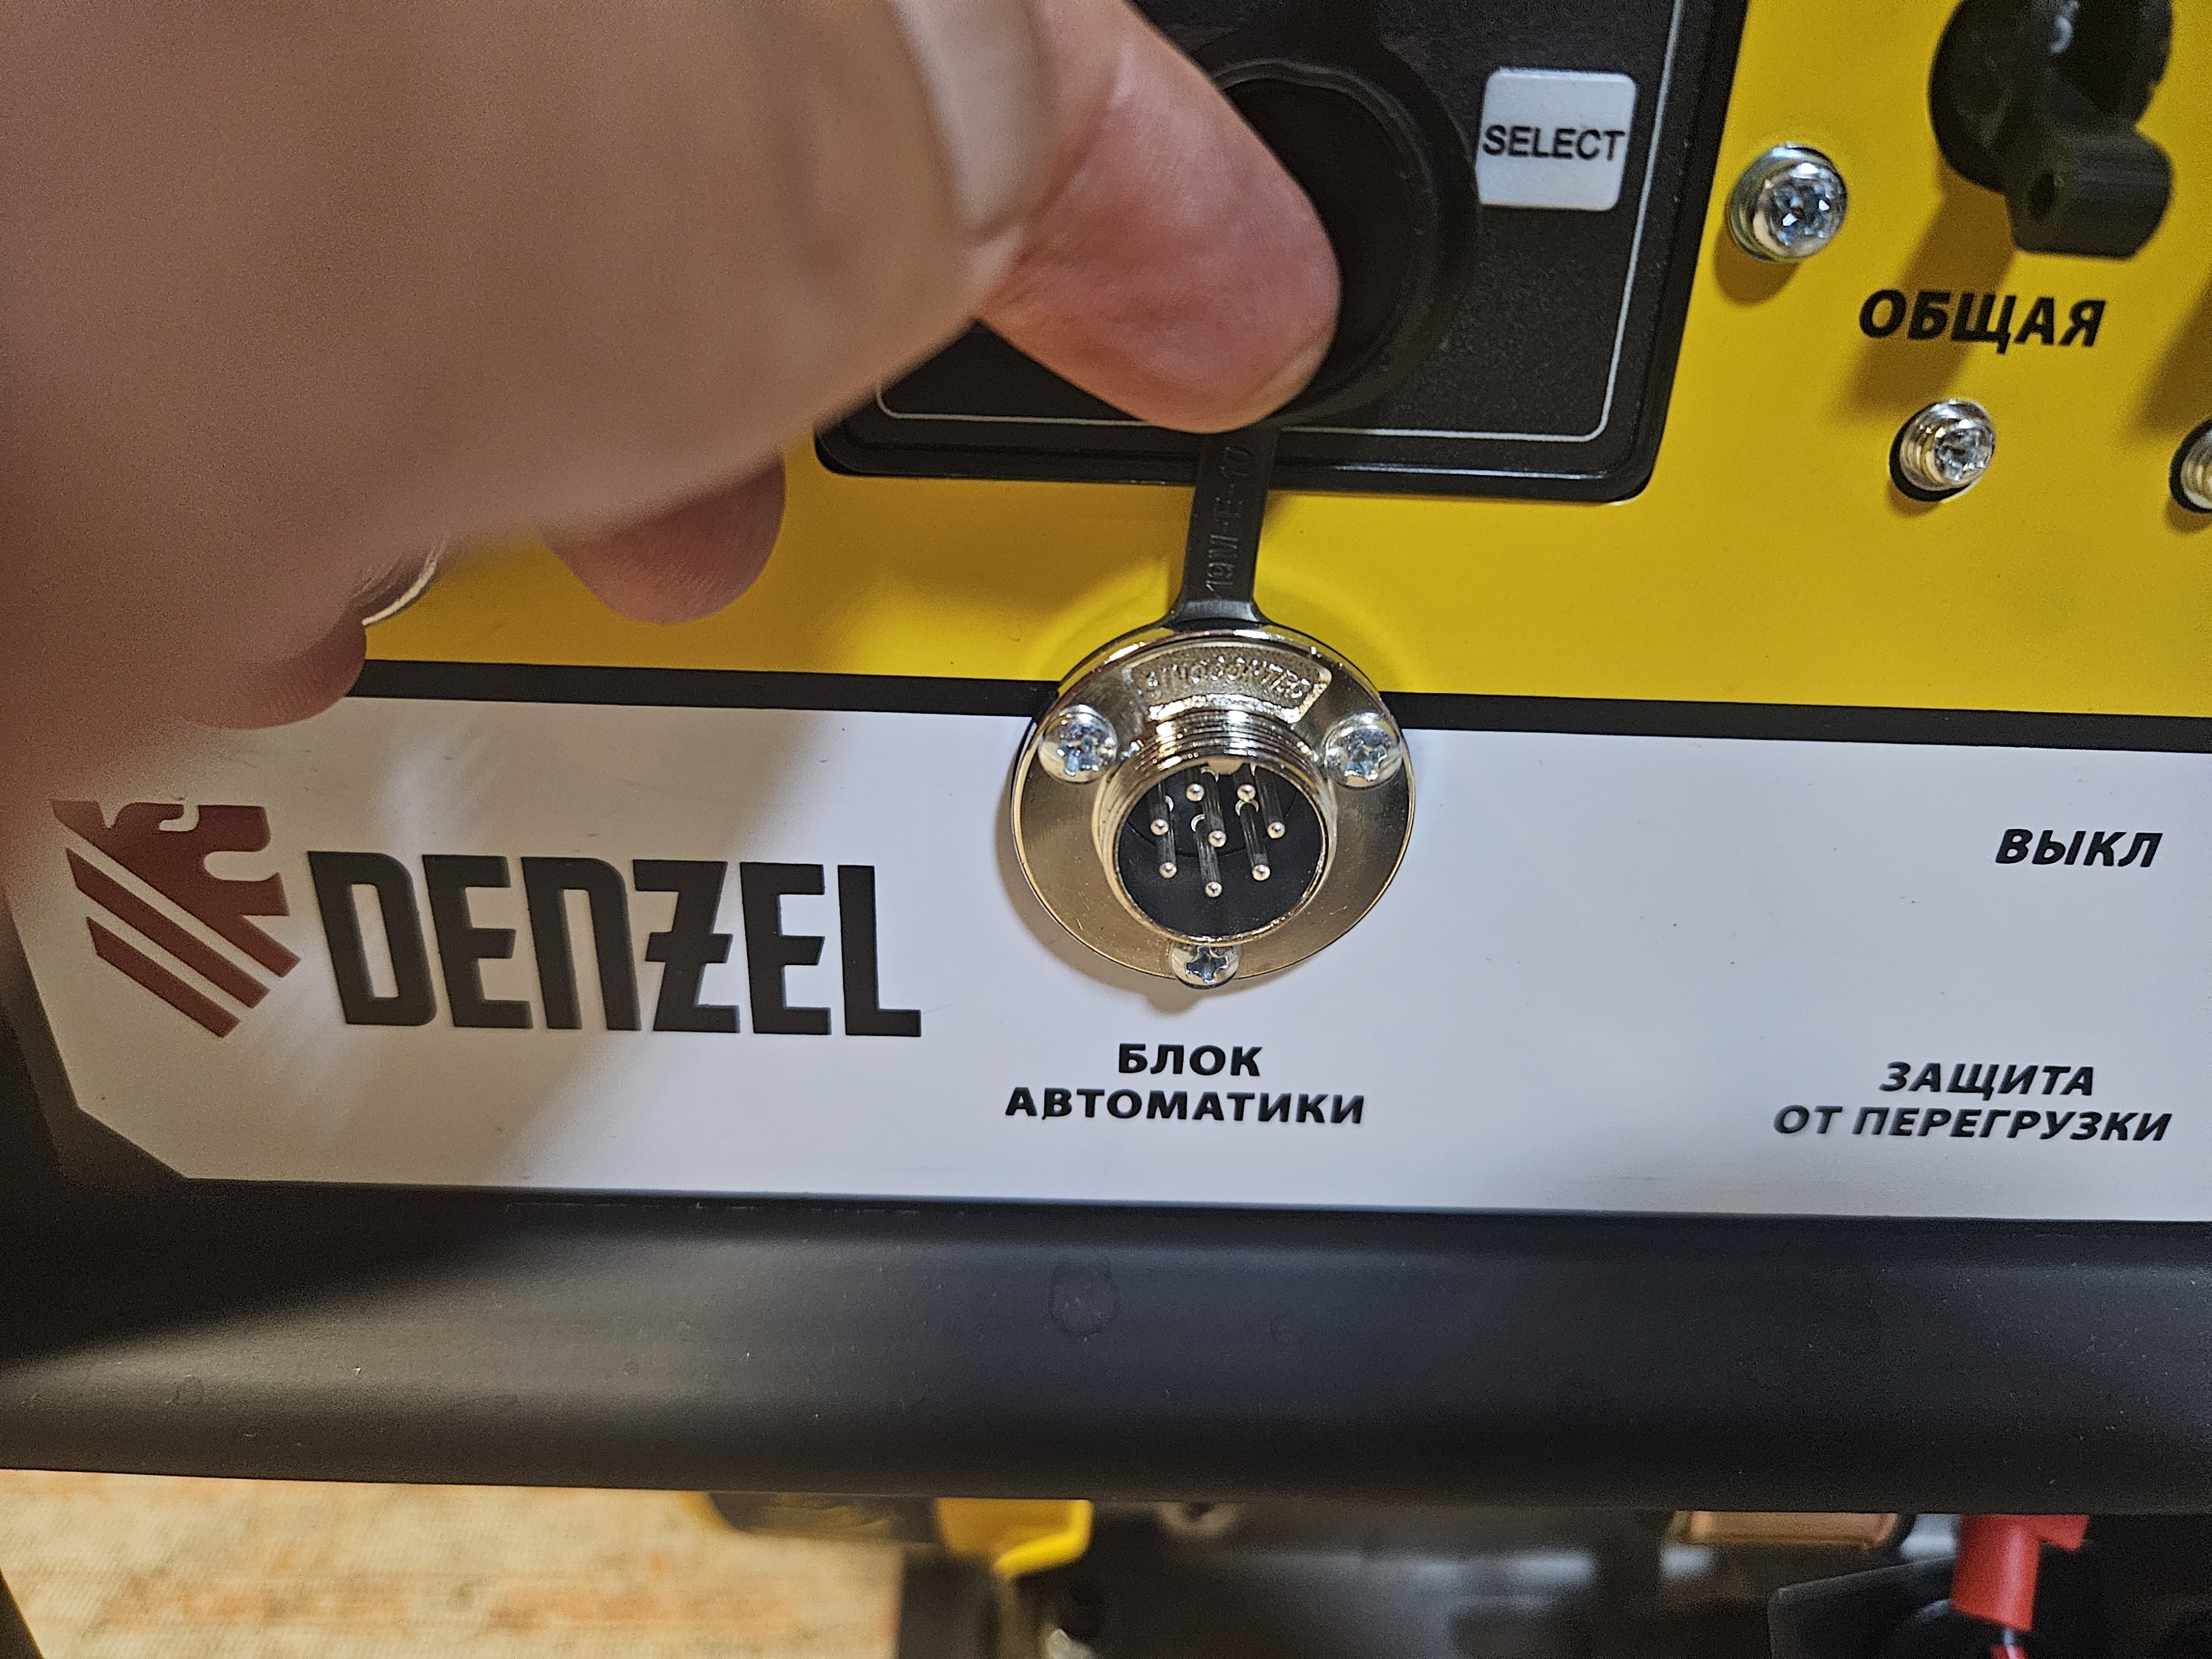 SELECT
ОБЩАЯ
DENZEL
ВЫКЛ
БЛОК
АВТОМАТИКИ
ЗАЩИТА
ОТ ПЕРЕГРУЗКИ